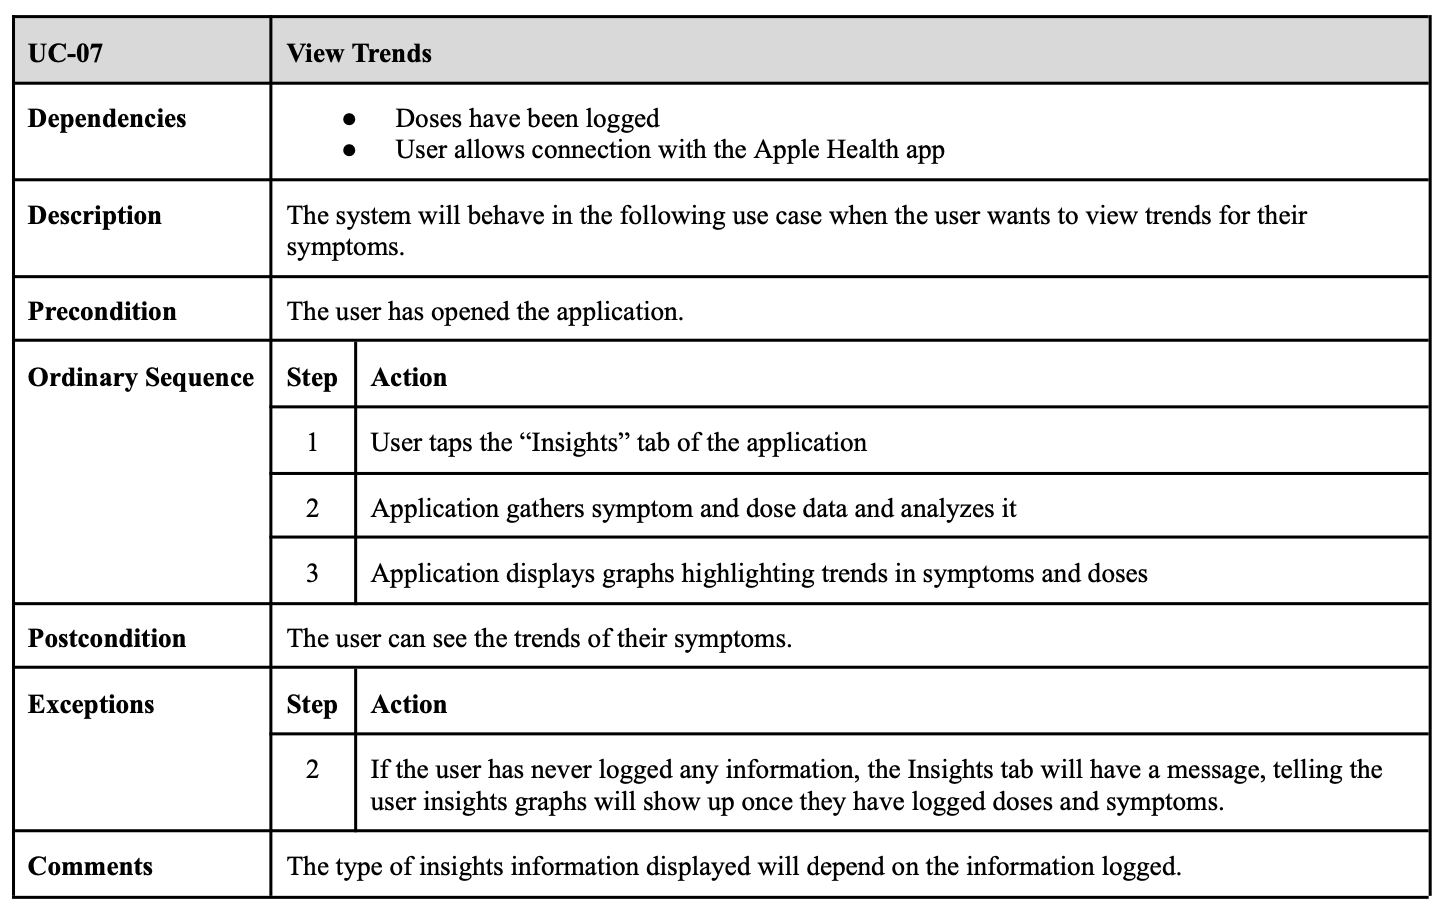 UC-07 View Trends
Dependencies
● Doses have been logged
● User allows connection with the Apple Health app
Description
The system will behave in the following use case when the user wants to view trends for their
symptoms.
Precondition The user has opened the application.
Ordinary Sequence Step Action
1 User taps the “Insights” tab of the application
2 Application gathers symptom and dose data and analyzes it
3 Application displays graphs highlighting trends in symptoms and doses
Postcondition The user can see the trends of their symptoms.
Exceptions Step Action
2 If the user has never logged any information, the Insights tab will have a message, telling the
user insights graphs will show up once they have logged doses and symptoms.
Comments The type of insights information displayed will depend on the information logged.